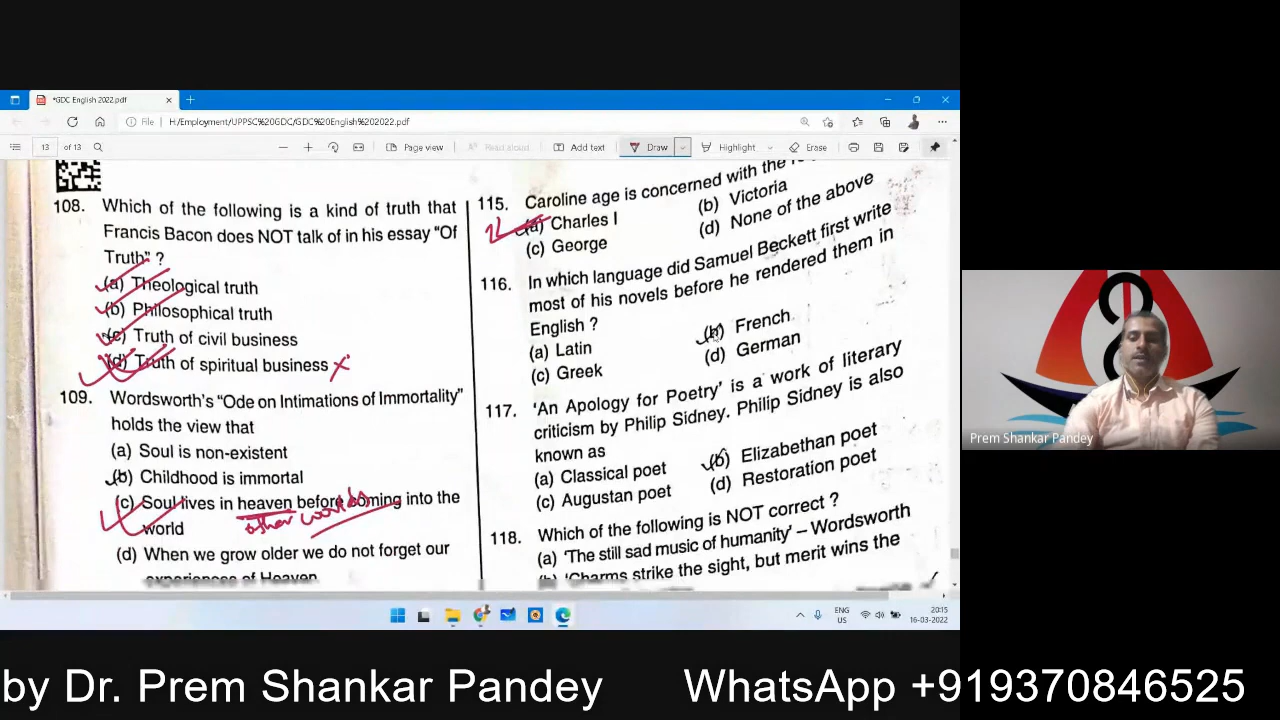 *GDC English 2022.pdf
File
H:/Employment/UPPSC%20GDC/GDC%20English%202022.pdf
13 of 13
Page view
Read aloud
Add text
Draw
Highlight
Erase
108. Which of the following is a kind of truth that
Francis Bacon does NOT talk of in his essay “Of
Truth” ?
(a) Theological truth
(b) Philosophical truth
(c) Truth of civil business
(d) Truth of spiritual business X
109. Wordsworth’s “Ode on Intimations of Immortality”
holds the view that
(a) Soul is non-existent
(b) Childhood is immortal
(c) Soul lives in heaven before coming into the
other worlds
world
(d) When we grow older we do not forget our
experiences of Heaven
115. Caroline age is concerned with the
(a) Charles I
(b) Victoria
(c) George
(d) None of the above
116. In which language did Samuel Beckett first write
most of his novels before he rendered them in
English ?
(a) Latin
(b) French
(c) Greek
(d) German
117. ‘An Apology for Poetry’ is a work of literary
criticism by Philip Sidney. Philip Sidney is also
known as
(a) Classical poet
(b) Elizabethan poet
(c) Augustan poet
(d) Restoration poet
118. Which of the following is NOT correct ?
(a) ‘The still sad music of humanity’ – Wordsworth
(b) ‘Charms strike the sight, but merit wins the
ENG
US
20:15
16-03-2022
Prem Shankar Pandey
by Dr. Prem Shankar Pandey WhatsApp +919370846525